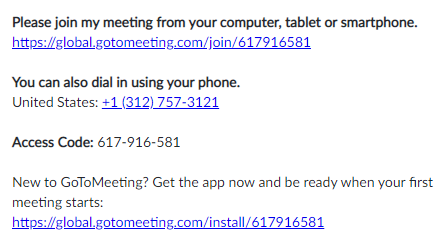 Please join my meeting from your computer, tablet or smartphone.
https://global.gotomeeting.com/join/617916581
You can also dial in using your phone.
United States: +1 (312) 757-3121
Access Code: 617-916-581
New to GoToMeeting? Get the app now and be ready when your first
meeting starts:
https://global.gotomeeting.com/install/617916581